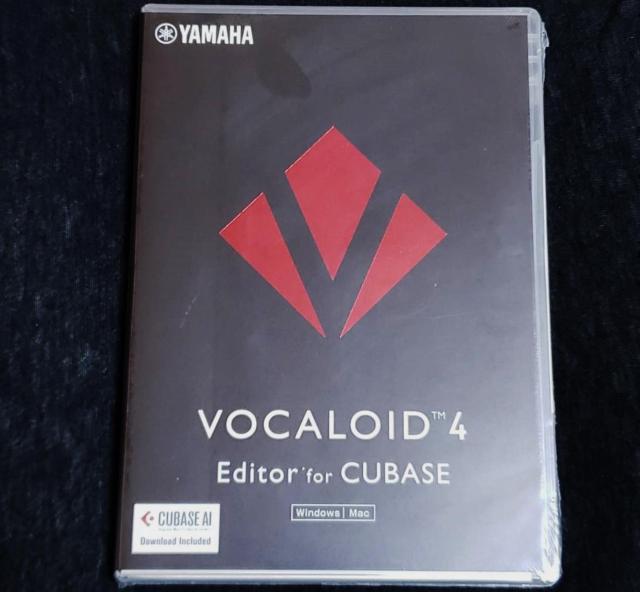 YAMAHA
VOCALOID™4
Editor for CUBASE
Windows | Mac
CUBASE AI
Download Included